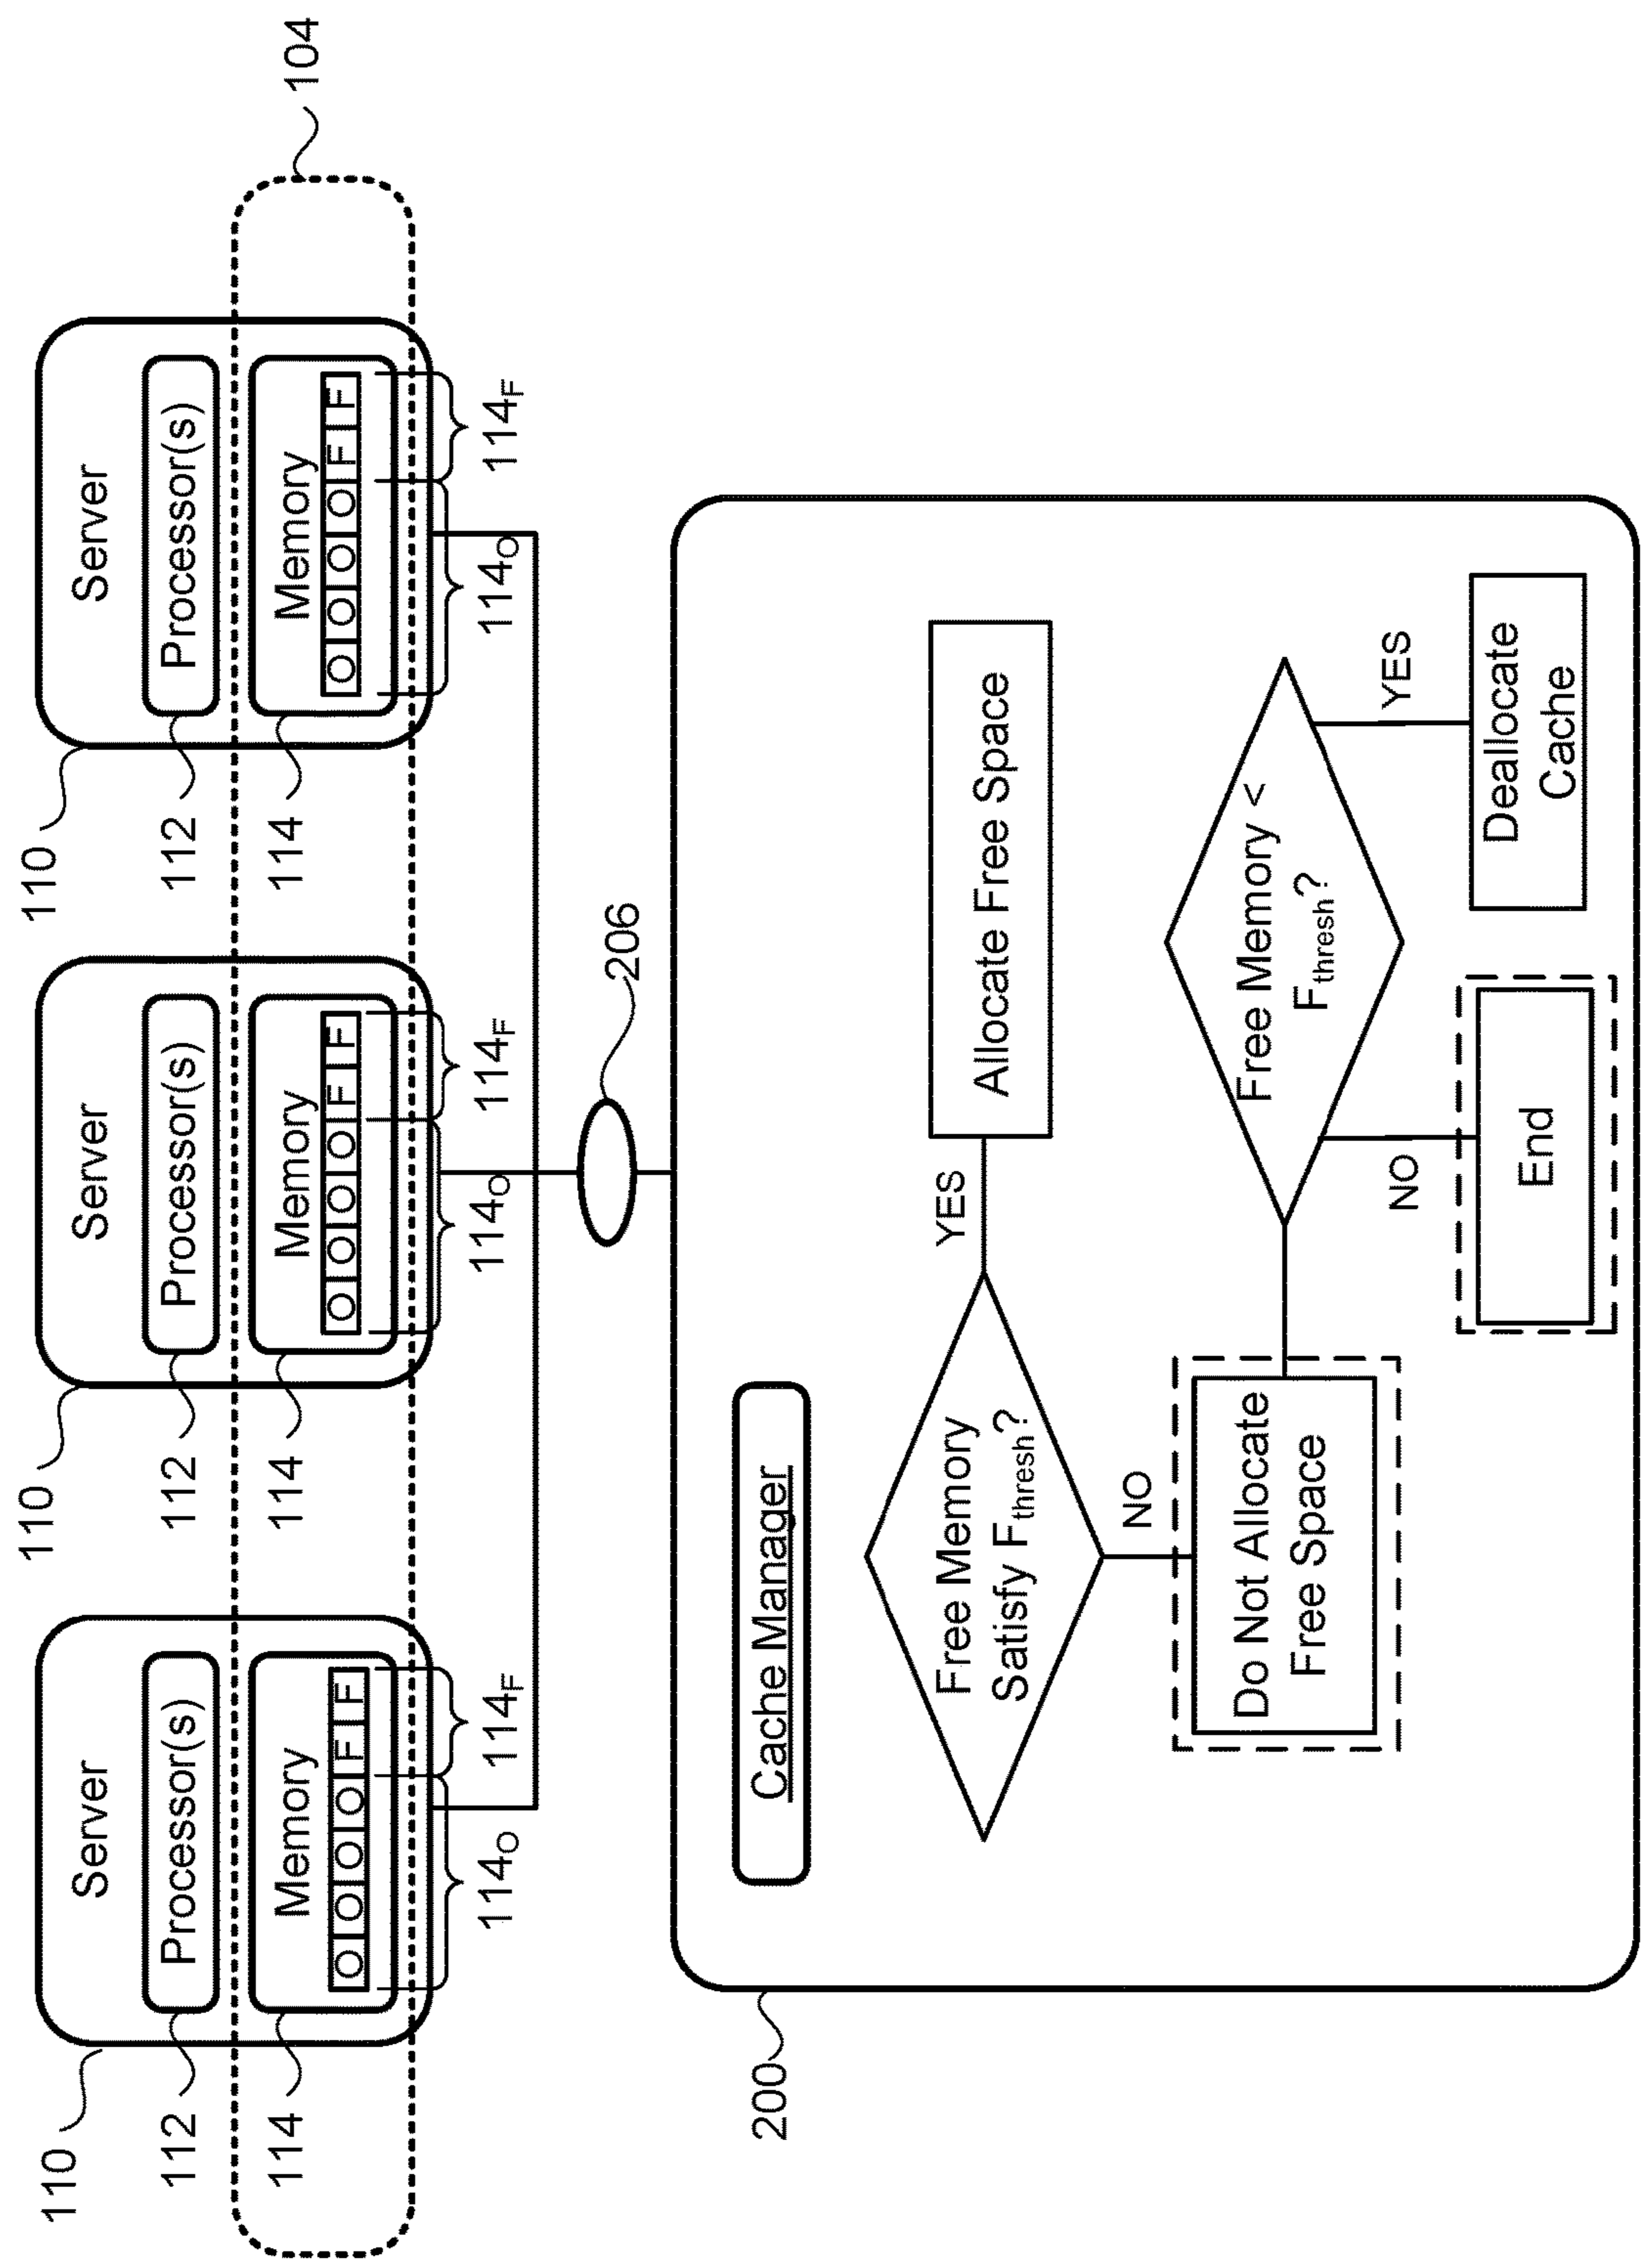 104
110
Server
112
Processor(s)
114
Memory
O O O O F F
114O
114F
110
Server
112
Processor(s)
114
Memory
O O O O F F
114O
114F
110
Server
112
Processor(s)
114
Memory
O O O O F F
114O
114F
206
200
Cache Manager
Free Memory
Satisfy Fthresh?
YES
Allocate Free Space
NO
Do Not Allocate
Free Space
Free Memory <
Fthresh?
NO
End
YES
Deallocate
Cache